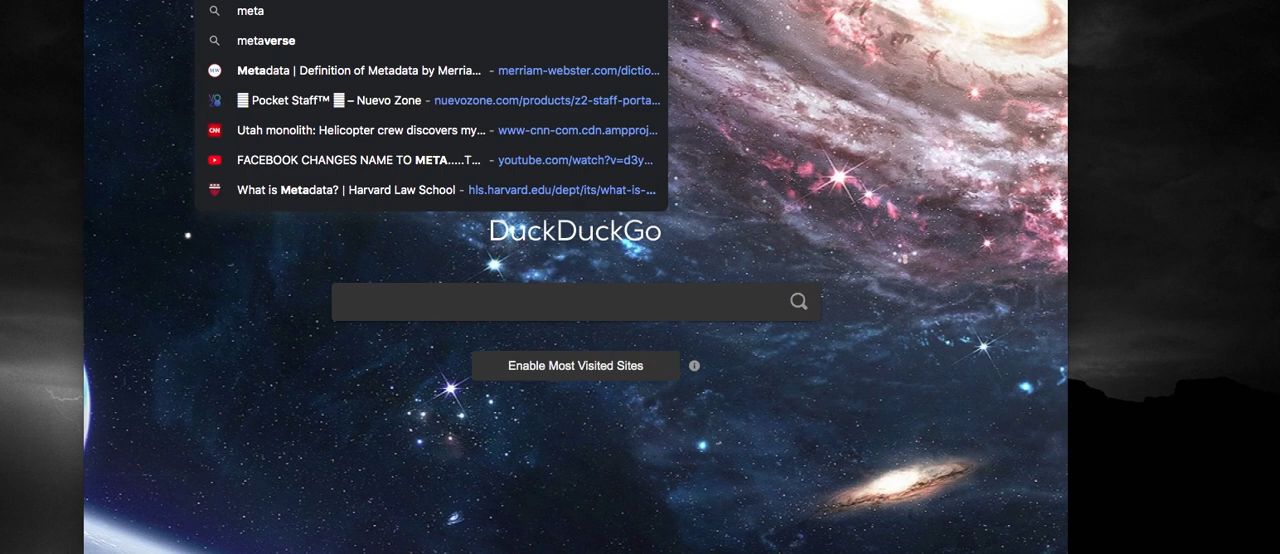 meta
metaverse
Metadata | Definition of Metadata by Merria... - merriam-webster.com/dictio...
Pocket Staff™ – Nuevo Zone - nuevozone.com/products/z2-staff-porta...
CNN Utah monolith: Helicopter crew discovers my... - www-cnn-com.cdn.ampproj...
FACEBOOK CHANGES NAME TO META.....T... - youtube.com/watch?v=d3y...
What is Metadata? | Harvard Law School - hls.harvard.edu/dept/its/what-is-...
DuckDuckGo
Enable Most Visited Sites